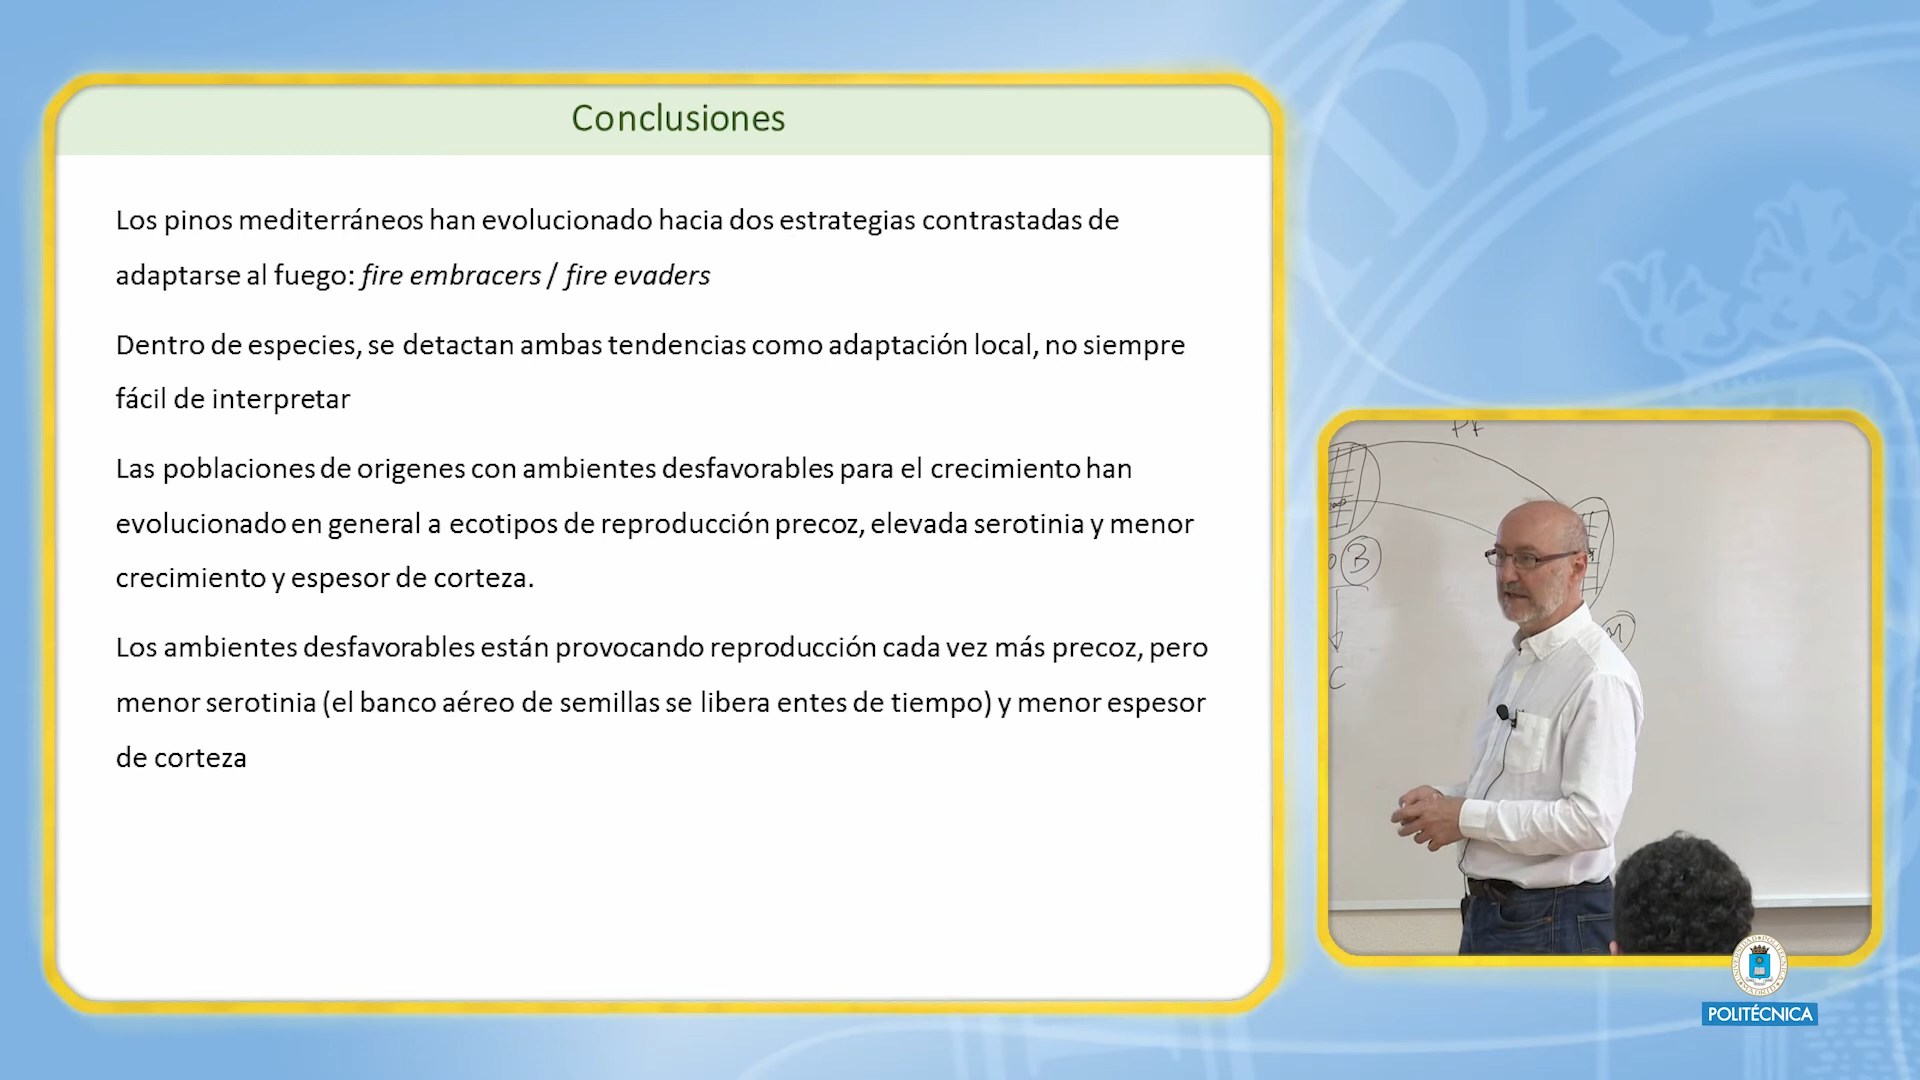 Conclusiones
Los pinos mediterráneos han evolucionado hacia dos estrategias contrastadas de
adaptarse al fuego: fire embracers / fire evaders
Dentro de especies, se detactan ambas tendencias como adaptación local, no siempre
fácil de interpretar
Las poblaciones de origenes con ambientes desfavorables para el crecimiento han
evolucionado en general a ecotipos de reproducción precoz, elevada serotinia y menor
crecimiento y espesor de corteza.
Los ambientes desfavorables están provocando reproducción cada vez más precoz, pero
menor serotinia (el banco aéreo de semillas se libera entes de tiempo) y menor espesor
de corteza
B
M
C
POLITÉCNICA